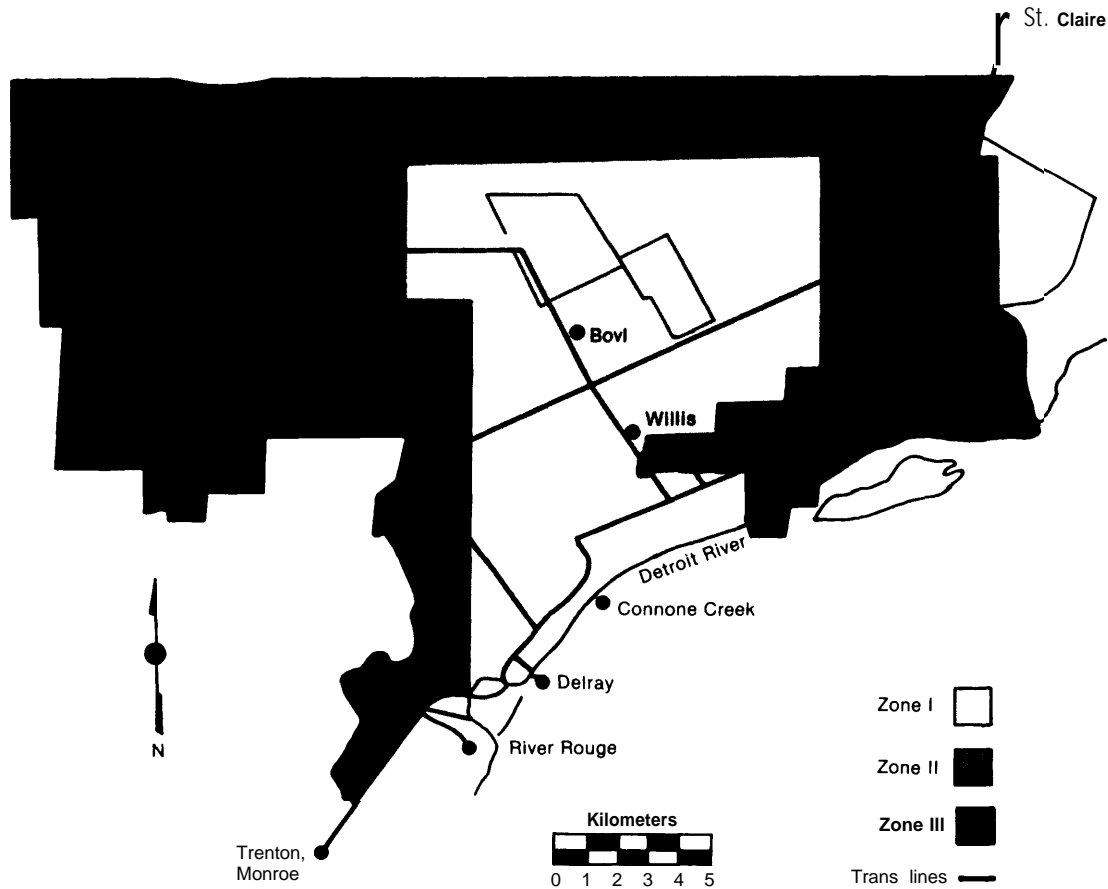 St. Claire
Bovl
Willis
Detroit River
Connone Creek
Delray
River Rouge
N
Trenton,
Monroe
Kilometers
0 1 2 3 4 5
Zone I
Zone II
Zone III
Trans lines